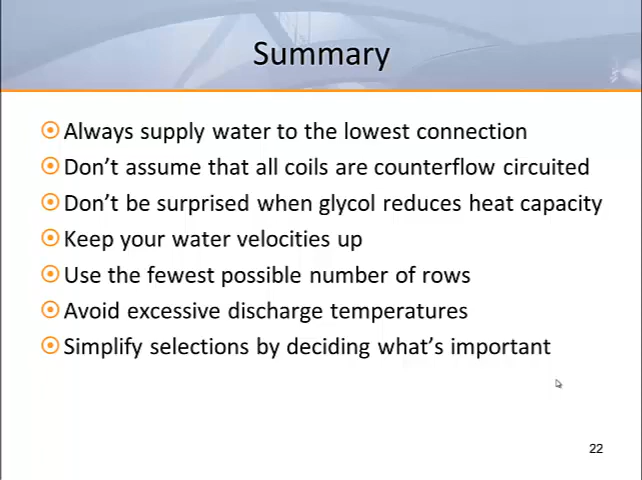 Summary
Always supply water to the lowest connection
Don't assume that all coils are counterflow circuited
Don't be surprised when glycol reduces heat capacity
Keep your water velocities up
Use the fewest possible number of rows
Avoid excessive discharge temperatures
Simplify selections by deciding what's important
22